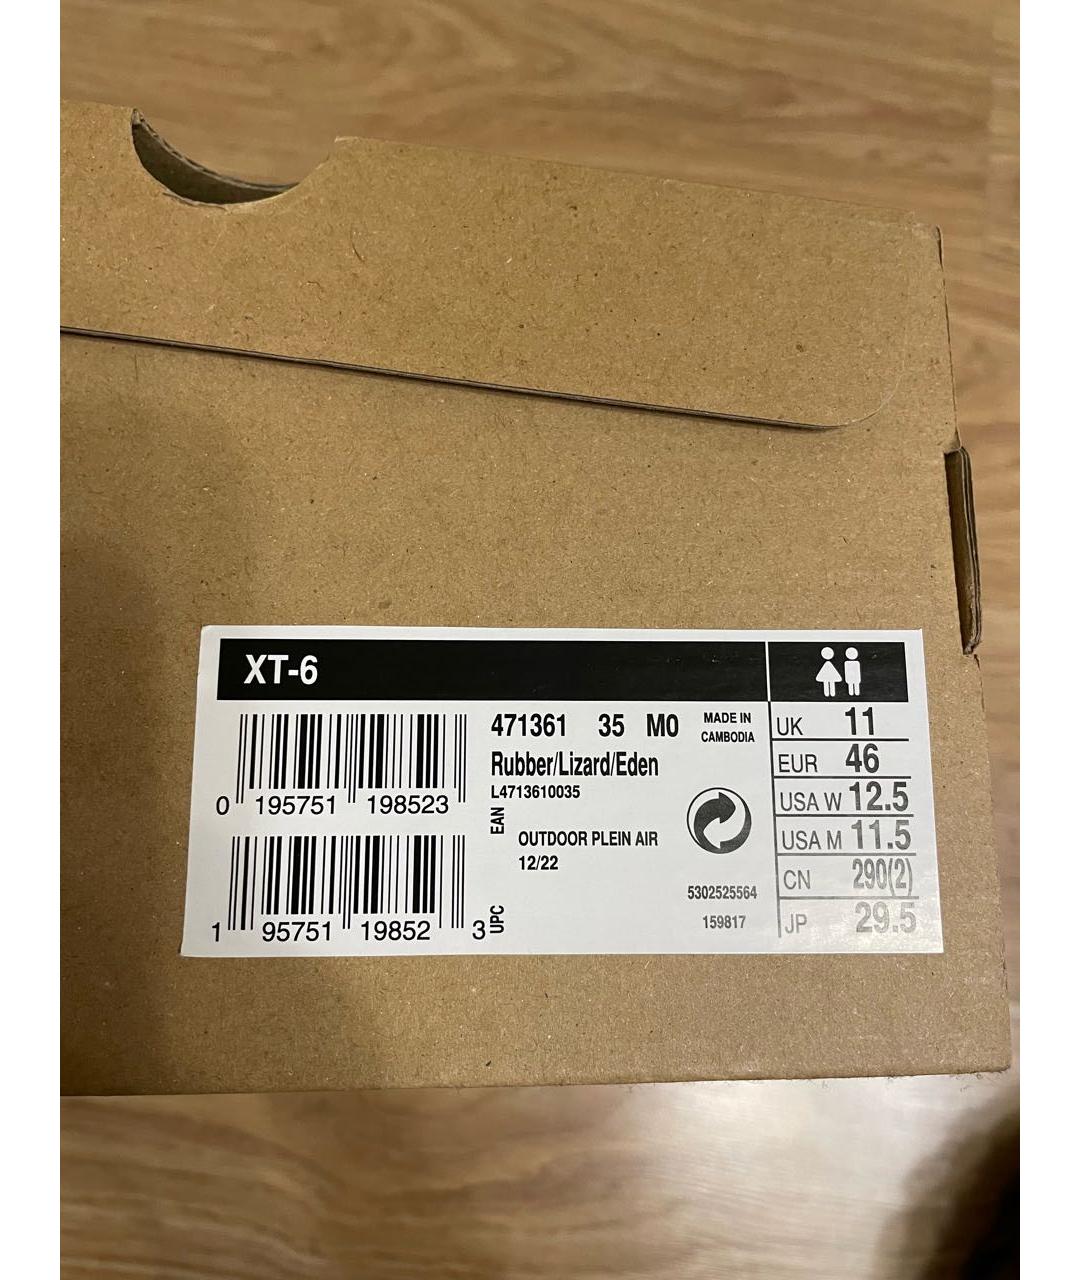 XT-6
0 195751 198523
EAN
1 95751 19852 3
UPC
471361 35 M0
Rubber/Lizard/Eden
L4713610035
OUTDOOR PLEIN AIR
12/22
MADE IN
CAMBODIA
5302525564
159817
UK 11
EUR 46
USA W 12.5
USA M 11.5
CN 290(2)
JP 29.5